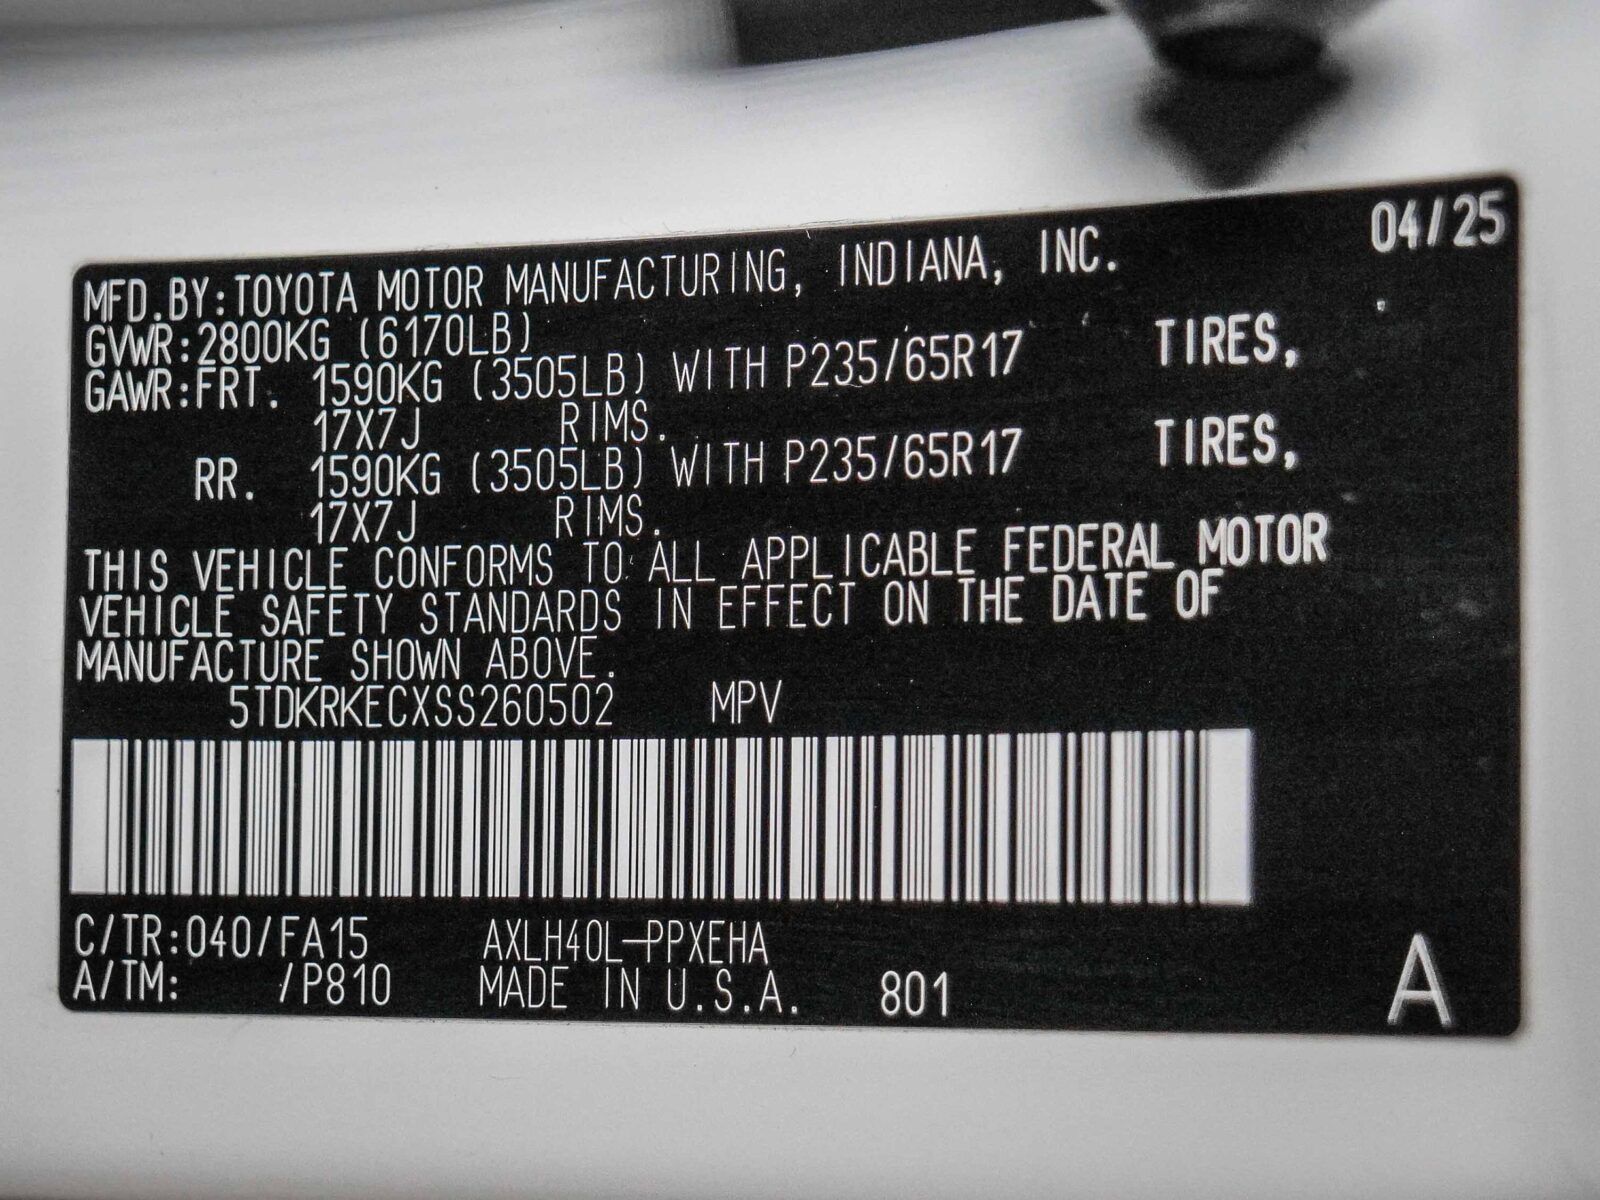 04/25
MFD.BY:TOYOTA MOTOR MANUFACTURING, INDIANA, INC.
GVWR:2800KG (6170LB)
GAWR:FRT. 1590KG (3505LB) WITH P235/65R17 TIRES,
17X7J RIMS.
RR. 1590KG (3505LB) WITH P235/65R17 TIRES,
17X7J RIMS.
THIS VEHICLE CONFORMS TO ALL APPLICABLE FEDERAL MOTOR
VEHICLE SAFETY STANDARDS IN EFFECT ON THE DATE OF
MANUFACTURE SHOWN ABOVE.
5TDKRKECXSS260502 MPV
C/TR:040/FA15 AXLH40L-PPXEHA
A/TM: /P810 MADE IN U.S.A. 801 A